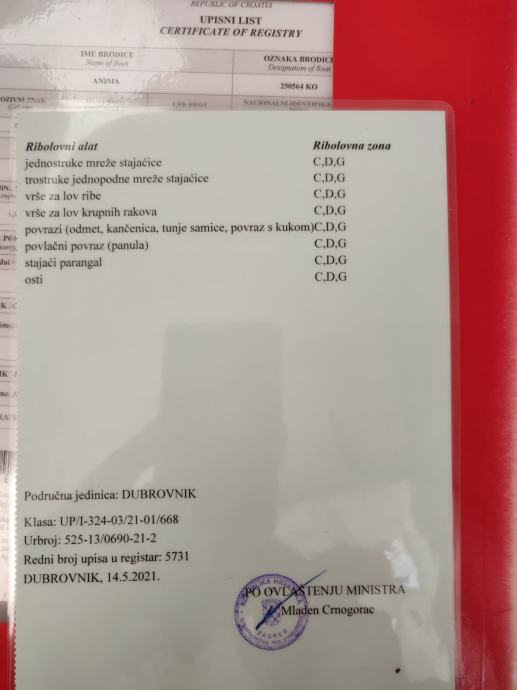 REPUBLIC OF CROATIA
UPISNI LIST
CERTIFICATE OF REGISTRY
IME BRODICE
Name of Boat
OZNAKA BRODICE
Designation of Boat
ANIMA
250564 KO
POZIVNI ZNAK
NACIONALNI IDENTIFIKA
Ribolovni alat Ribolovna zona
jednostruke mreže stajaćice C,D,G
trostruke jednopodne mreže stajaćice C,D,G
vrše za lov ribe C,D,G
vrše za lov krupnih rakova C,D,G
povrazi (odmet, kančenica, tunje samice, povraz s kukom)C,D,G
povlačni povraz (panula) C,D,G
stajaći parangal C,D,G
osti C,D,G
Područna jedinica: DUBROVNIK
Klasa: UP/I-324-03/21-01/668
Urbroj: 525-13/0690-21-2
Redni broj upisa u registar: 5731
DUBROVNIK, 14.5.2021.
PO OVLAŠTENJU MINISTRA
Mladen Crnogorac
ZAGREB